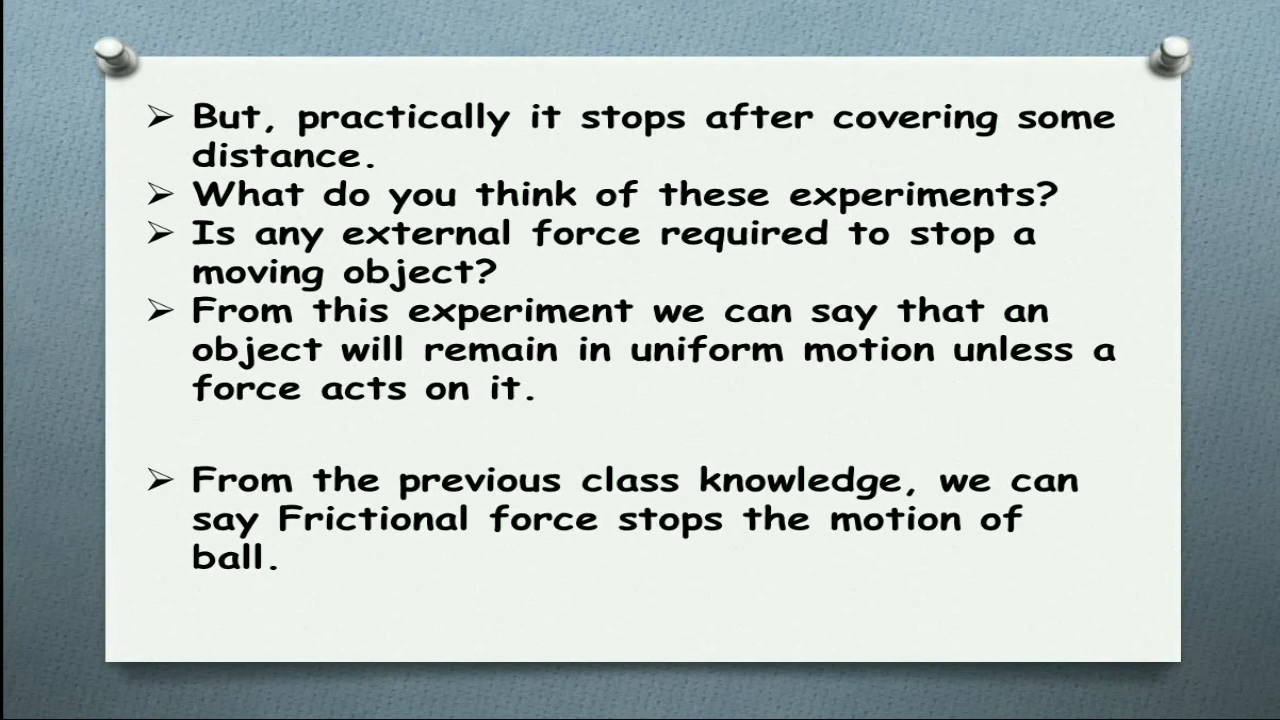 ➢ But, practically it stops after covering some
distance.
➢ What do you think of these experiments?
➢ Is any external force required to stop a
moving object?
➢ From this experiment we can say that an
object will remain in uniform motion unless a
force acts on it.
➢ From the previous class knowledge, we can
say Frictional force stops the motion of
ball.